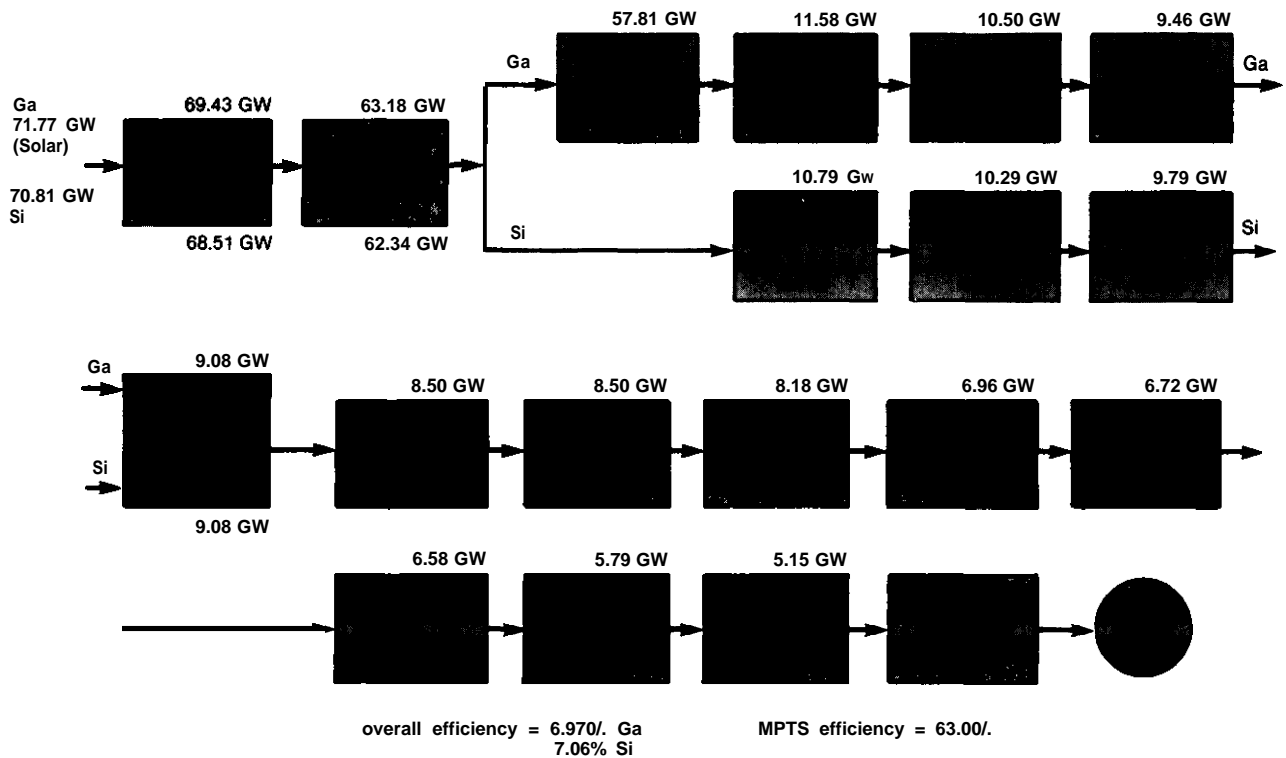 57.81 GW
11.58 GW
10.50 GW
9.46 GW
Ga
Ga
Ga
71.77 GW
(Solar)
69.43 GW
63.18 GW
70.81 GW
Si
68.51 GW
62.34 GW
10.79 Gw
10.29 GW
9.79 GW
Si
Si
Ga
9.08 GW
8.50 GW
8.50 GW
8.18 GW
6.96 GW
6.72 GW
Si
9.08 GW
6.58 GW
5.79 GW
5.15 GW
overall efficiency = 6.970/. Ga
7.06% Si
MPTS efficiency = 63.00/.